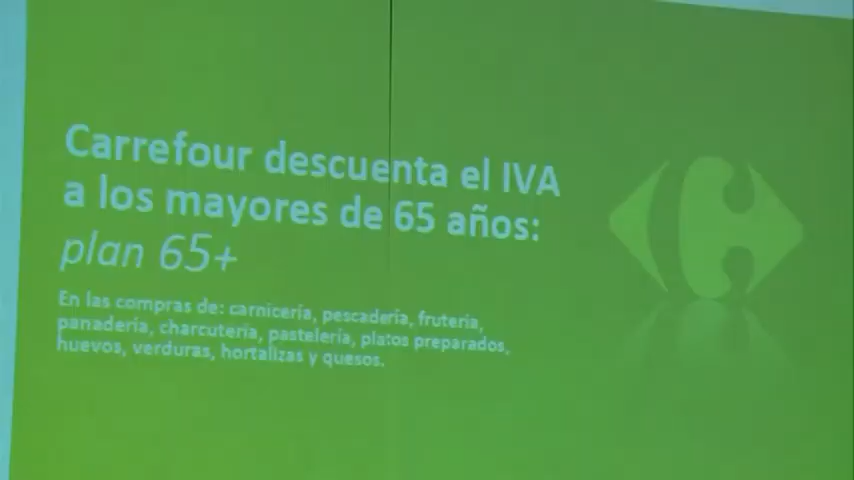 Carrefour descuenta el IVA
a los mayores de 65 años:
plan 65+
En las compras de: carnicería, pescadería, frutería,
panadería, charcutería, pastelería, platos preparados,
huevos, verduras, hortalizas y quesos.